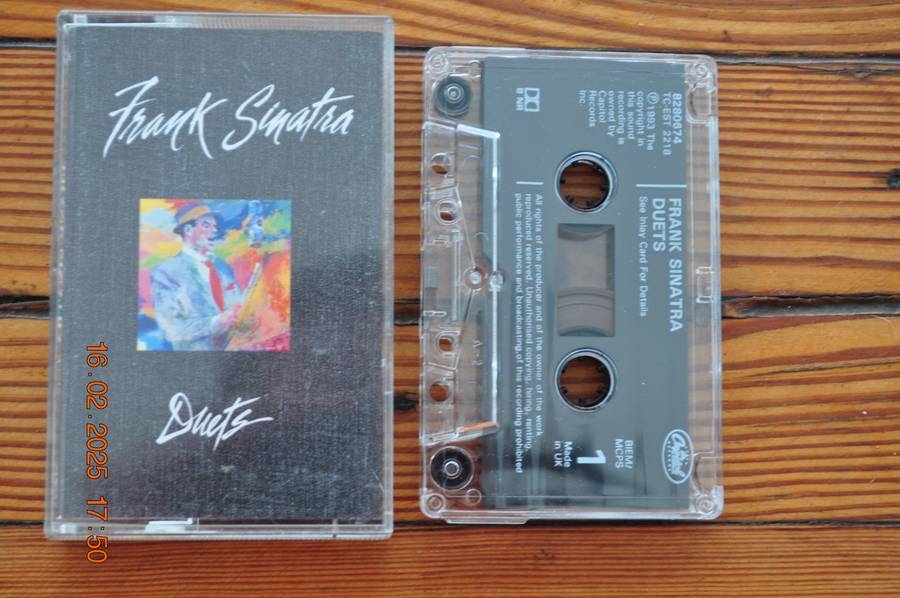 Frank Sinatra
Duets
16.02.2025 17:50
8280674
TC-EST 2218
℗1993 The
copyright in
this sound
recording is
owned by
Capitol
Records
Inc.
B NR
FRANK SINATRA
DUETS
See Inlay Card For Details
All rights of the producer and of the owner of the work
reproduced reserved. Unauthorised copying, hiring, renting,
public performance and broadcasting of this recording prohibited
BIEM/
MCPS
1
Made
in UK
Capitol
RECORDS
A-2